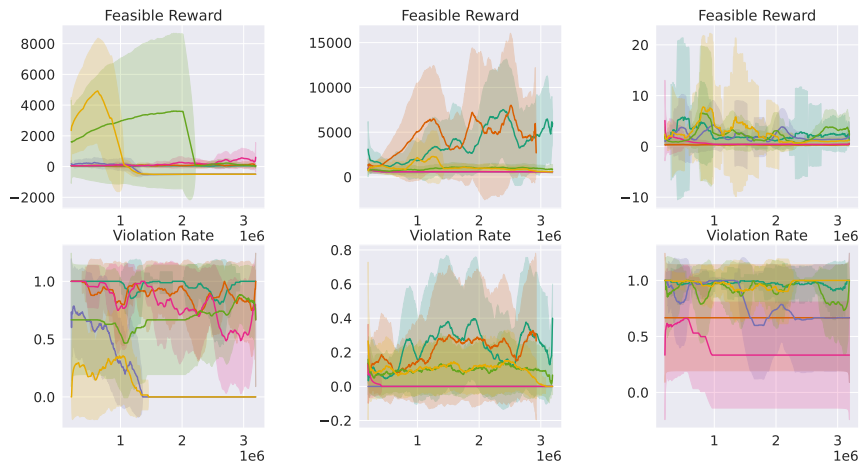 Feasible Reward
8000
6000
4000
2000
0
−2000
1 2 3
1e6
Feasible Reward
15000
10000
5000
0
1 2 3
1e6
Feasible Reward
20
10
0
−10
1 2 3
1e6
Violation Rate
1.0
0.5
0.0
1 2 3
1e6
Violation Rate
0.8
0.6
0.4
0.2
0.0
−0.2
1 2 3
1e6
Violation Rate
1.0
0.5
0.0
1 2 3
1e6